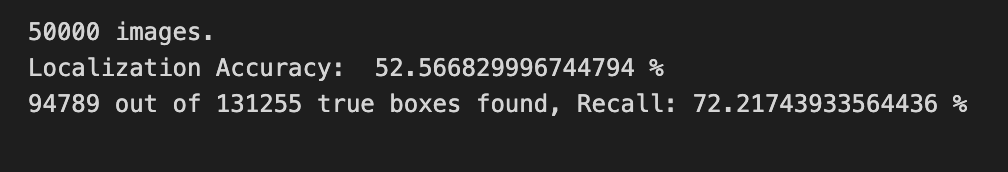 50000 images.
Localization Accuracy:  52.566829996744794 %
94789 out of 131255 true boxes found, Recall: 72.21743933564436 %